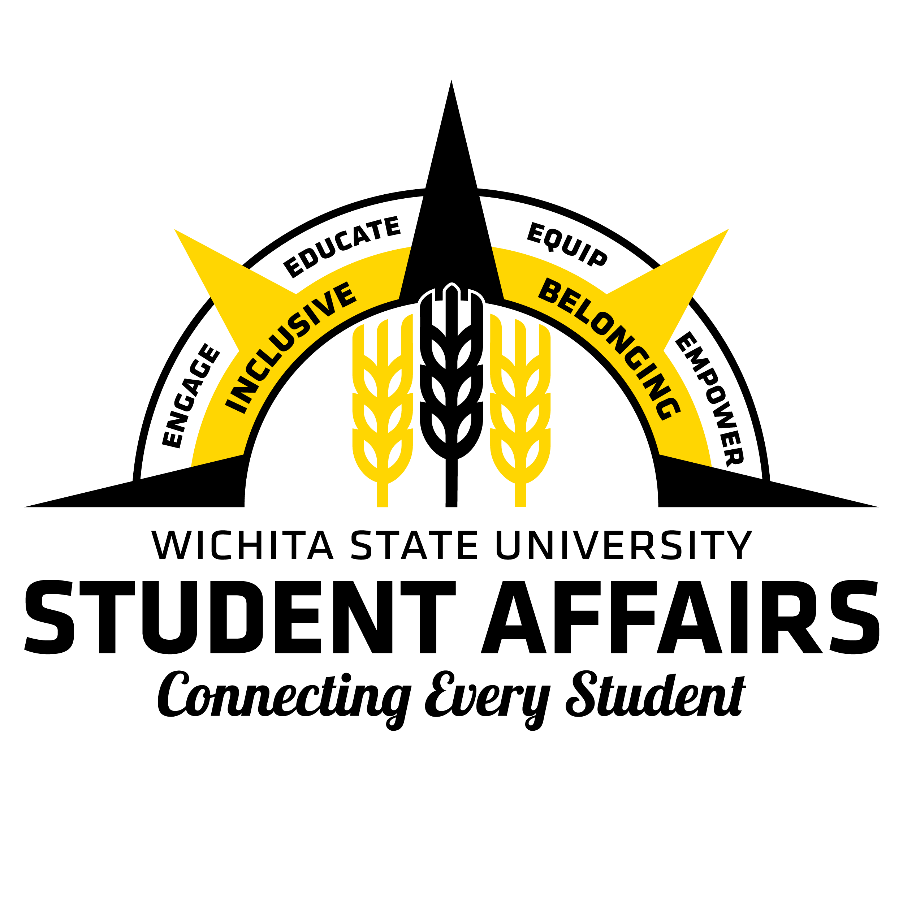 ENGAGE
EDUCATE
EQUIP
EMPOWER
INCLUSIVE
BELONGING
WICHITA STATE UNIVERSITY
STUDENT AFFAIRS
Connecting Every Student